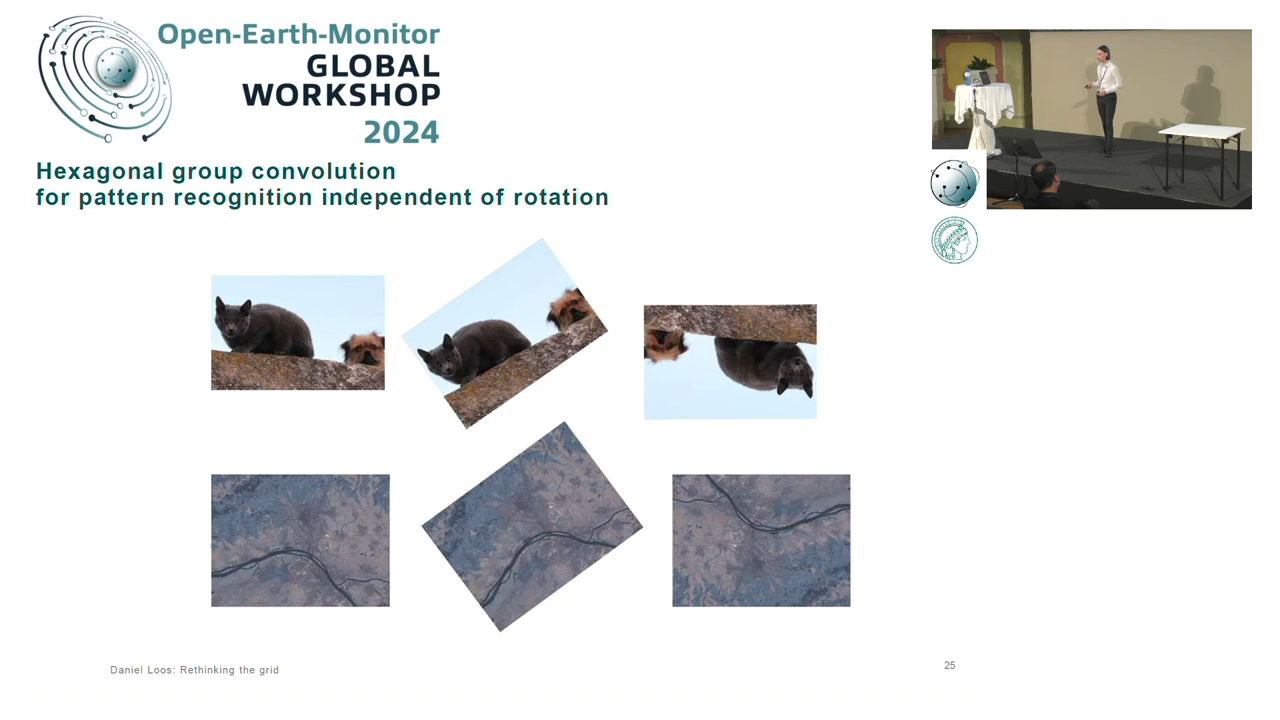 Open-Earth-Monitor
GLOBAL
WORKSHOP
2024
Hexagonal group convolution
for pattern recognition independent of rotation
Daniel Loos: Rethinking the grid
25